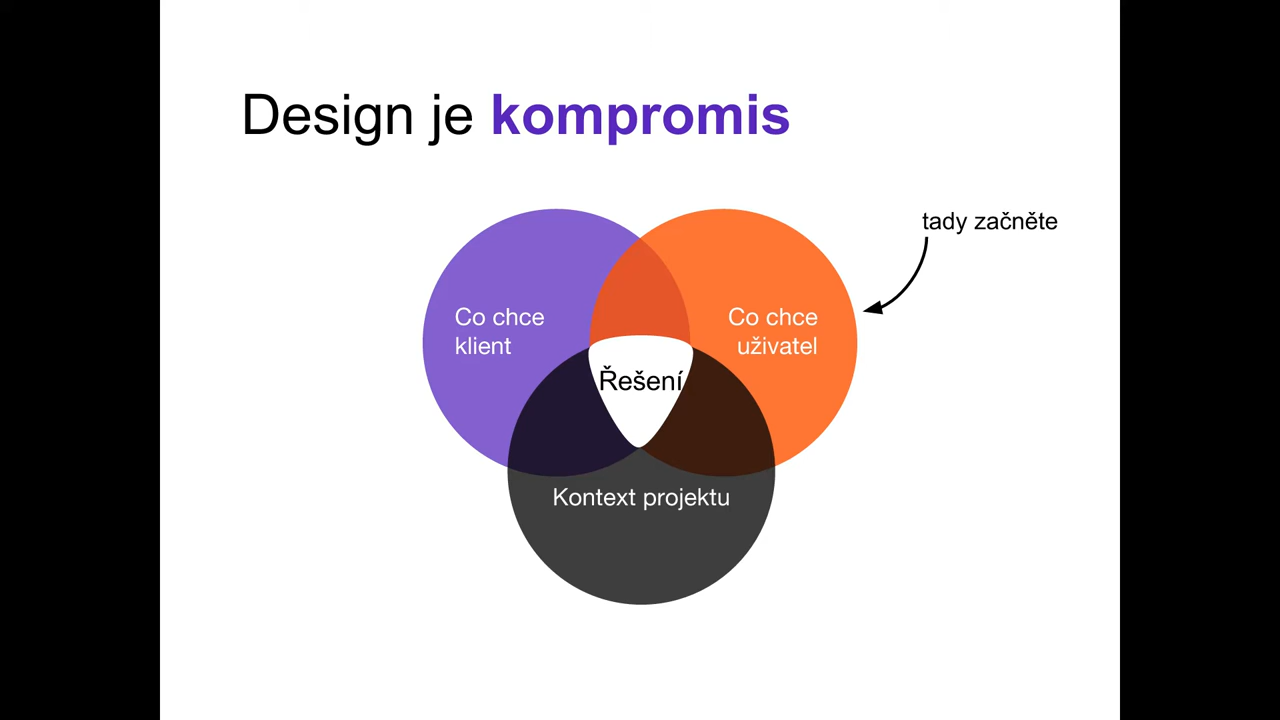 Design je kompromis
tady začněte
Co chce
klient
Co chce
uživatel
Řešení
Kontext projektu